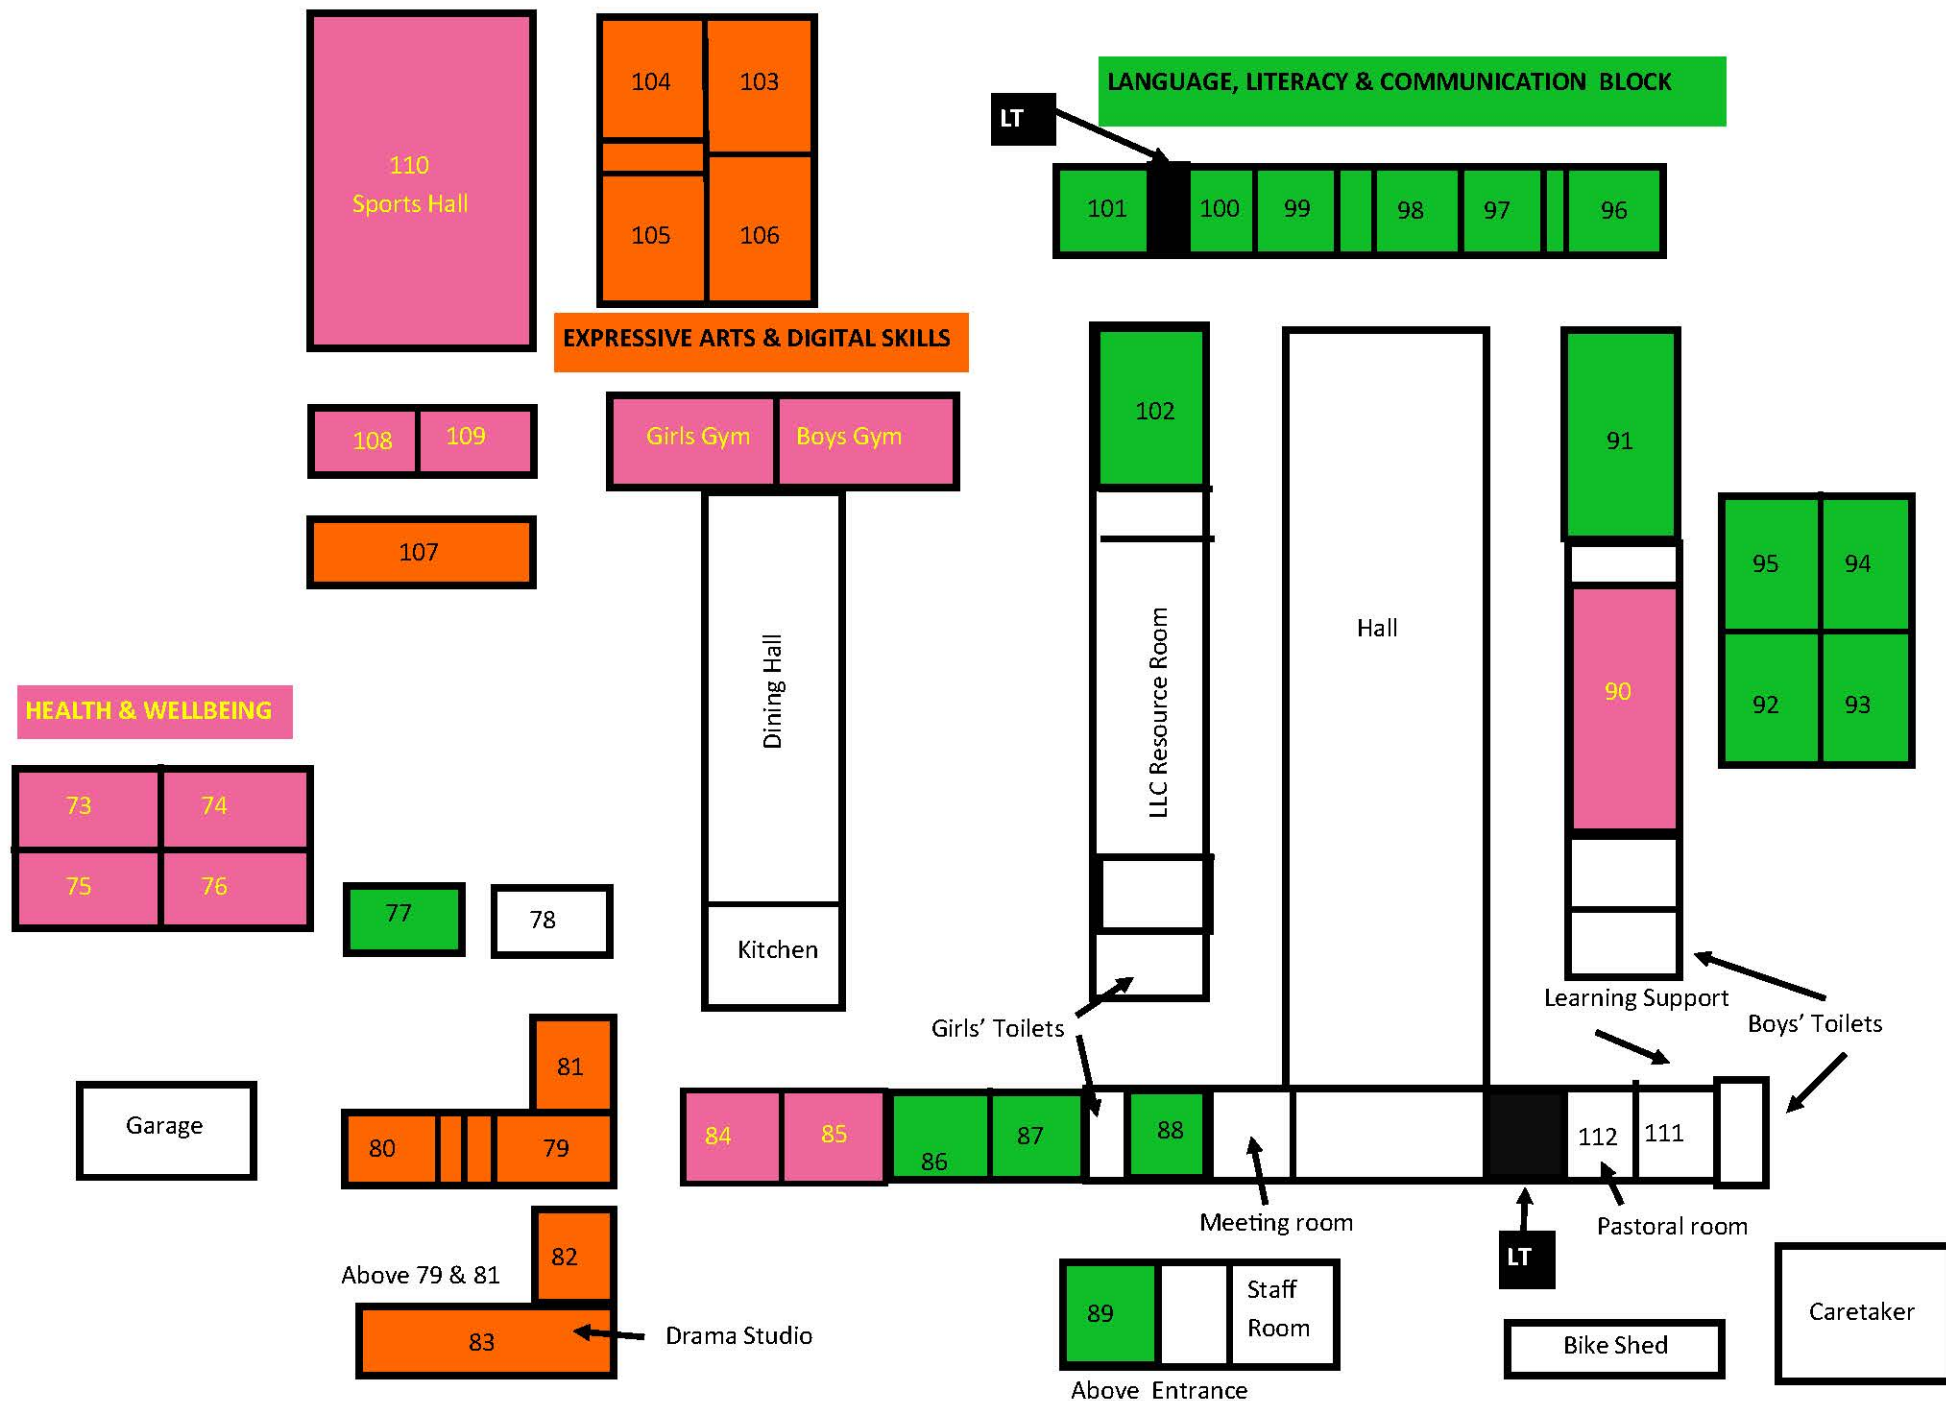 104
103
LANGUAGE, LITERACY & COMMUNICATION BLOCK
LT
110
Sports Hall
101
100
99
98
97
96
105
106
EXPRESSIVE ARTS & DIGITAL SKILLS
102
91
108
109
Girls Gym
Boys Gym
107
95
94
Dining Hall
LLC Resource Room
Hall
90
92
93
HEALTH & WELLBEING
73
74
75
76
77
78
Kitchen
Learning Support
Girls' Toilets
Boys' Toilets
81
Garage
80
79
84
85
86
87
88
112
111
Meeting room
Pastoral room
82
Above 79 & 81
LT
83
Drama Studio
89
Staff
Room
Caretaker
Bike Shed
Above Entrance